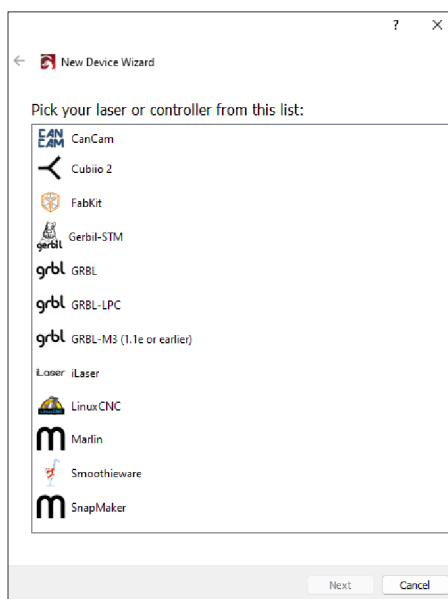 ?
New Device Wizard
Pick your laser or controller from this list:
CAN CAM CanCam
Cubiio 2
FabKit
gerbil Gerbil-STM
grbl GRBL
grbl GRBL-LPC
grbl GRBL-M3 (1.1e or earlier)
iLaser iLaser
LinuxCNC LinuxCNC
m Marlin
Smoothieware
m SnapMaker
Next Cancel